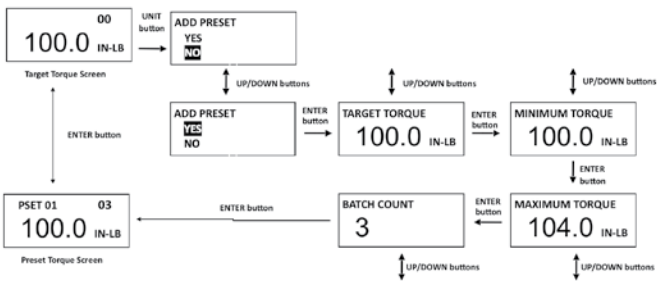 00
100.0 IN-LB
Target Torque Screen
UNIT
button
ADD PRESET
YES
NO
UP/DOWN buttons
UP/DOWN buttons
UP/DOWN buttons
ENTER button
ADD PRESET
YES
NO
ENTER
button
TARGET TORQUE
100.0 IN-LB
ENTER
button
MINIMUM TORQUE
100.0 IN-LB
ENTER
button
PSET 01 03
100.0 IN-LB
Preset Torque Screen
ENTER button
BATCH COUNT
3
ENTER
button
MAXIMUM TORQUE
104.0 IN-LB
UP/DOWN buttons
UP/DOWN buttons